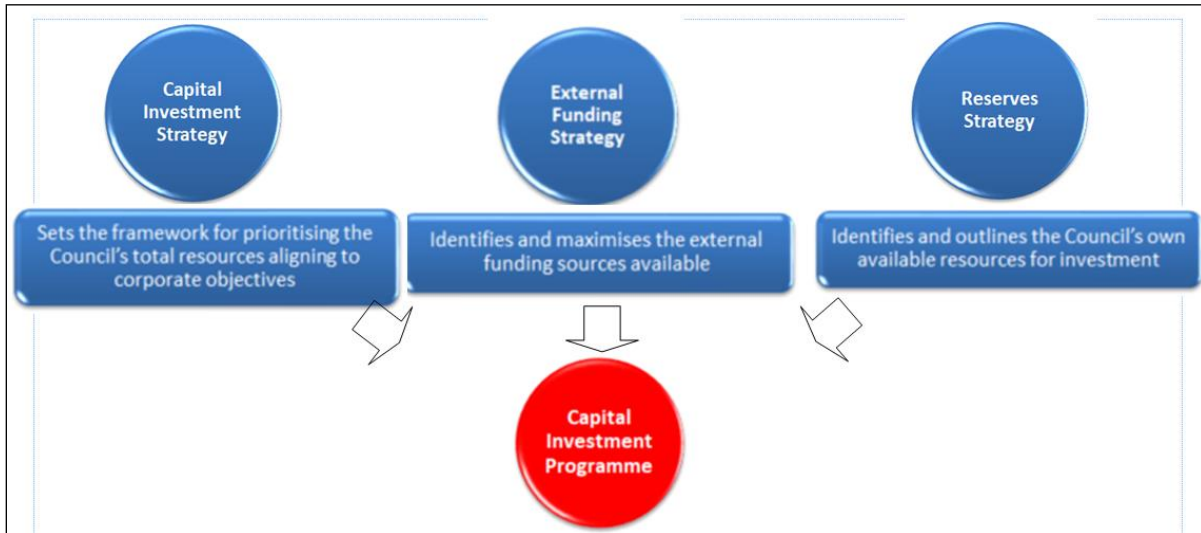 Capital
Investment
Strategy
External
Funding
Strategy
Reserves
Strategy
Sets the framework for prioritising the
Council's total resources aligning to
corporate objectives
Identifies and maximises the external
funding sources available
Identifies and outlines the Council's own
available resources for investment
Capital
Investment
Programme